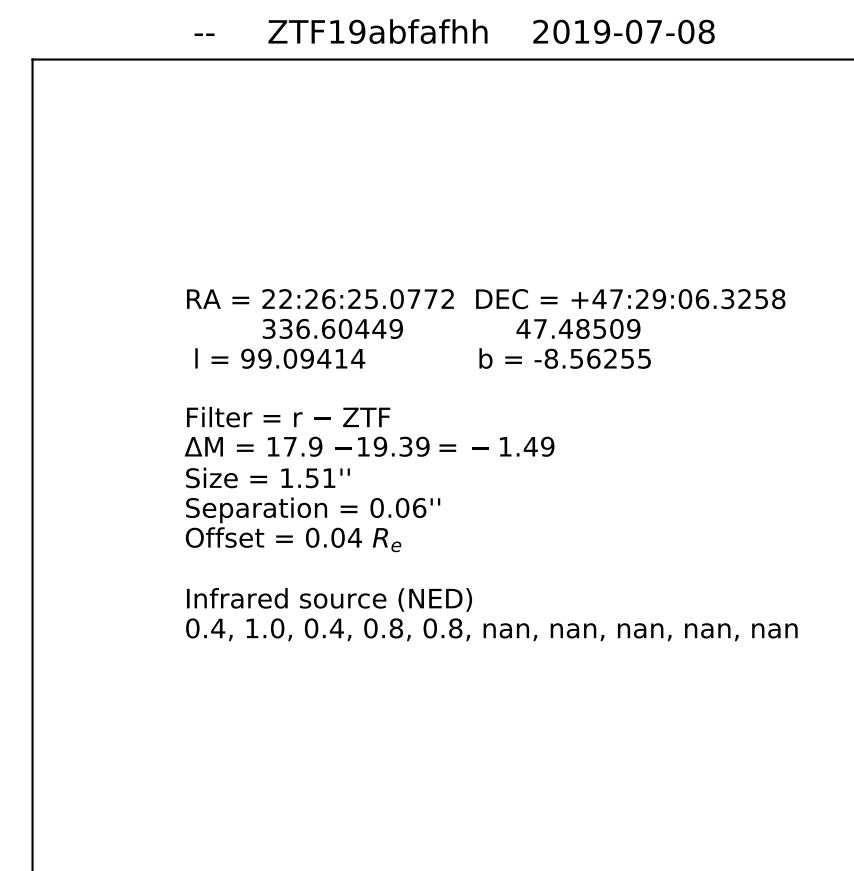 -- ZTF19abfafhh 2019-07-08
RA = 22:26:25.0772 DEC = +47:29:06.3258
336.60449 47.48509
l = 99.09414 b = -8.56255
Filter = r − ZTF
ΔM = 17.9 −19.39 = − 1.49
Size = 1.51''
Separation = 0.06''
Offset = 0.04 Re
Infrared source (NED)
0.4, 1.0, 0.4, 0.8, 0.8, nan, nan, nan, nan, nan